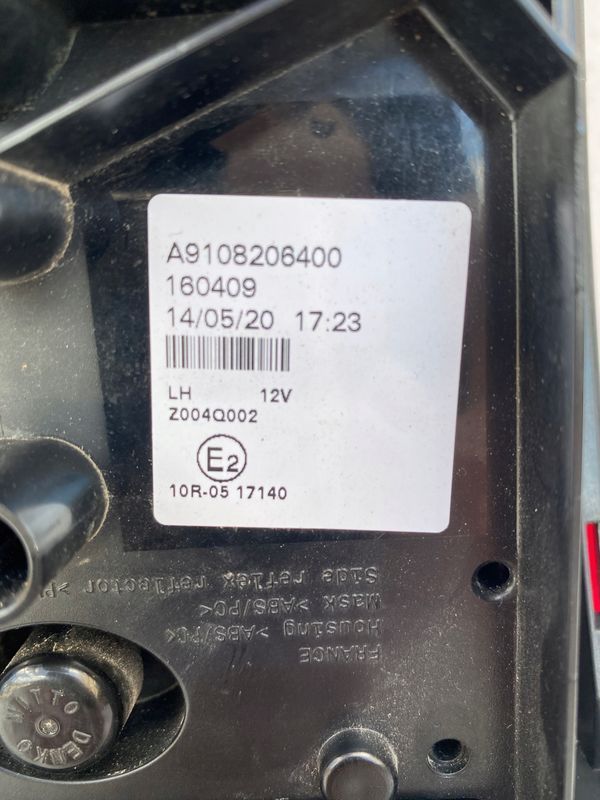 A9108206400
160409
14/05/20 17:23
LH 12V
Z004Q002
E2
10R-05 17140
FRANCE
Housing >ABS/PC<
Mask >ABS/PC<
Side reflex reflector >P
NITTO DENKO